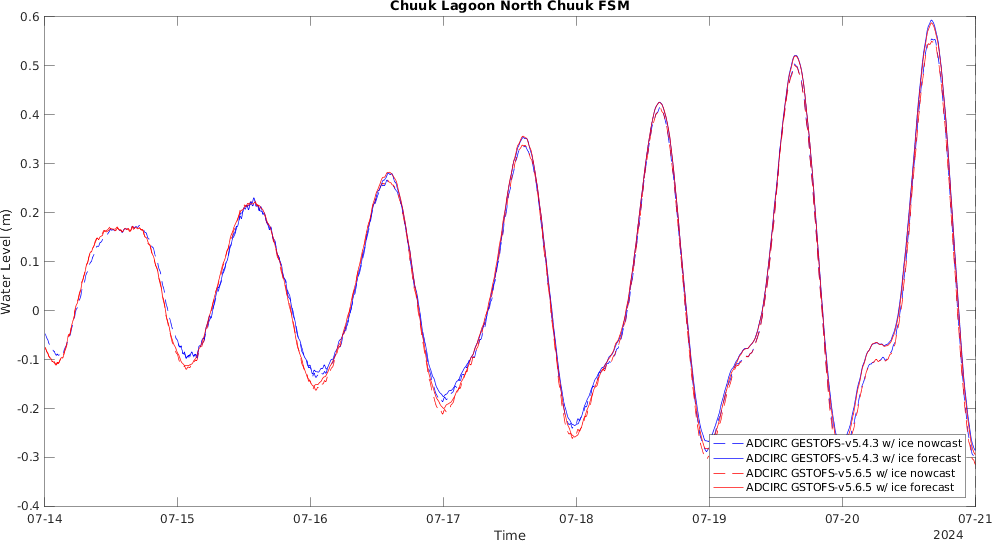 Chuuk Lagoon North Chuuk FSM
0.6
0.5
0.4
0.3
0.2
0.1
0
-0.1
-0.2
-0.3
-0.4
Water Level (m)
ADCIRC GESTOFS-v5.4.3 w/ ice nowcast
ADCIRC GESTOFS-v5.4.3 w/ ice forecast
ADCIRC GSTOFS-v5.6.5 w/ ice nowcast
ADCIRC GSTOFS-v5.6.5 w/ ice forecast
07-14 07-15 07-16 07-17 07-18 07-19 07-20 07-21
Time
2024